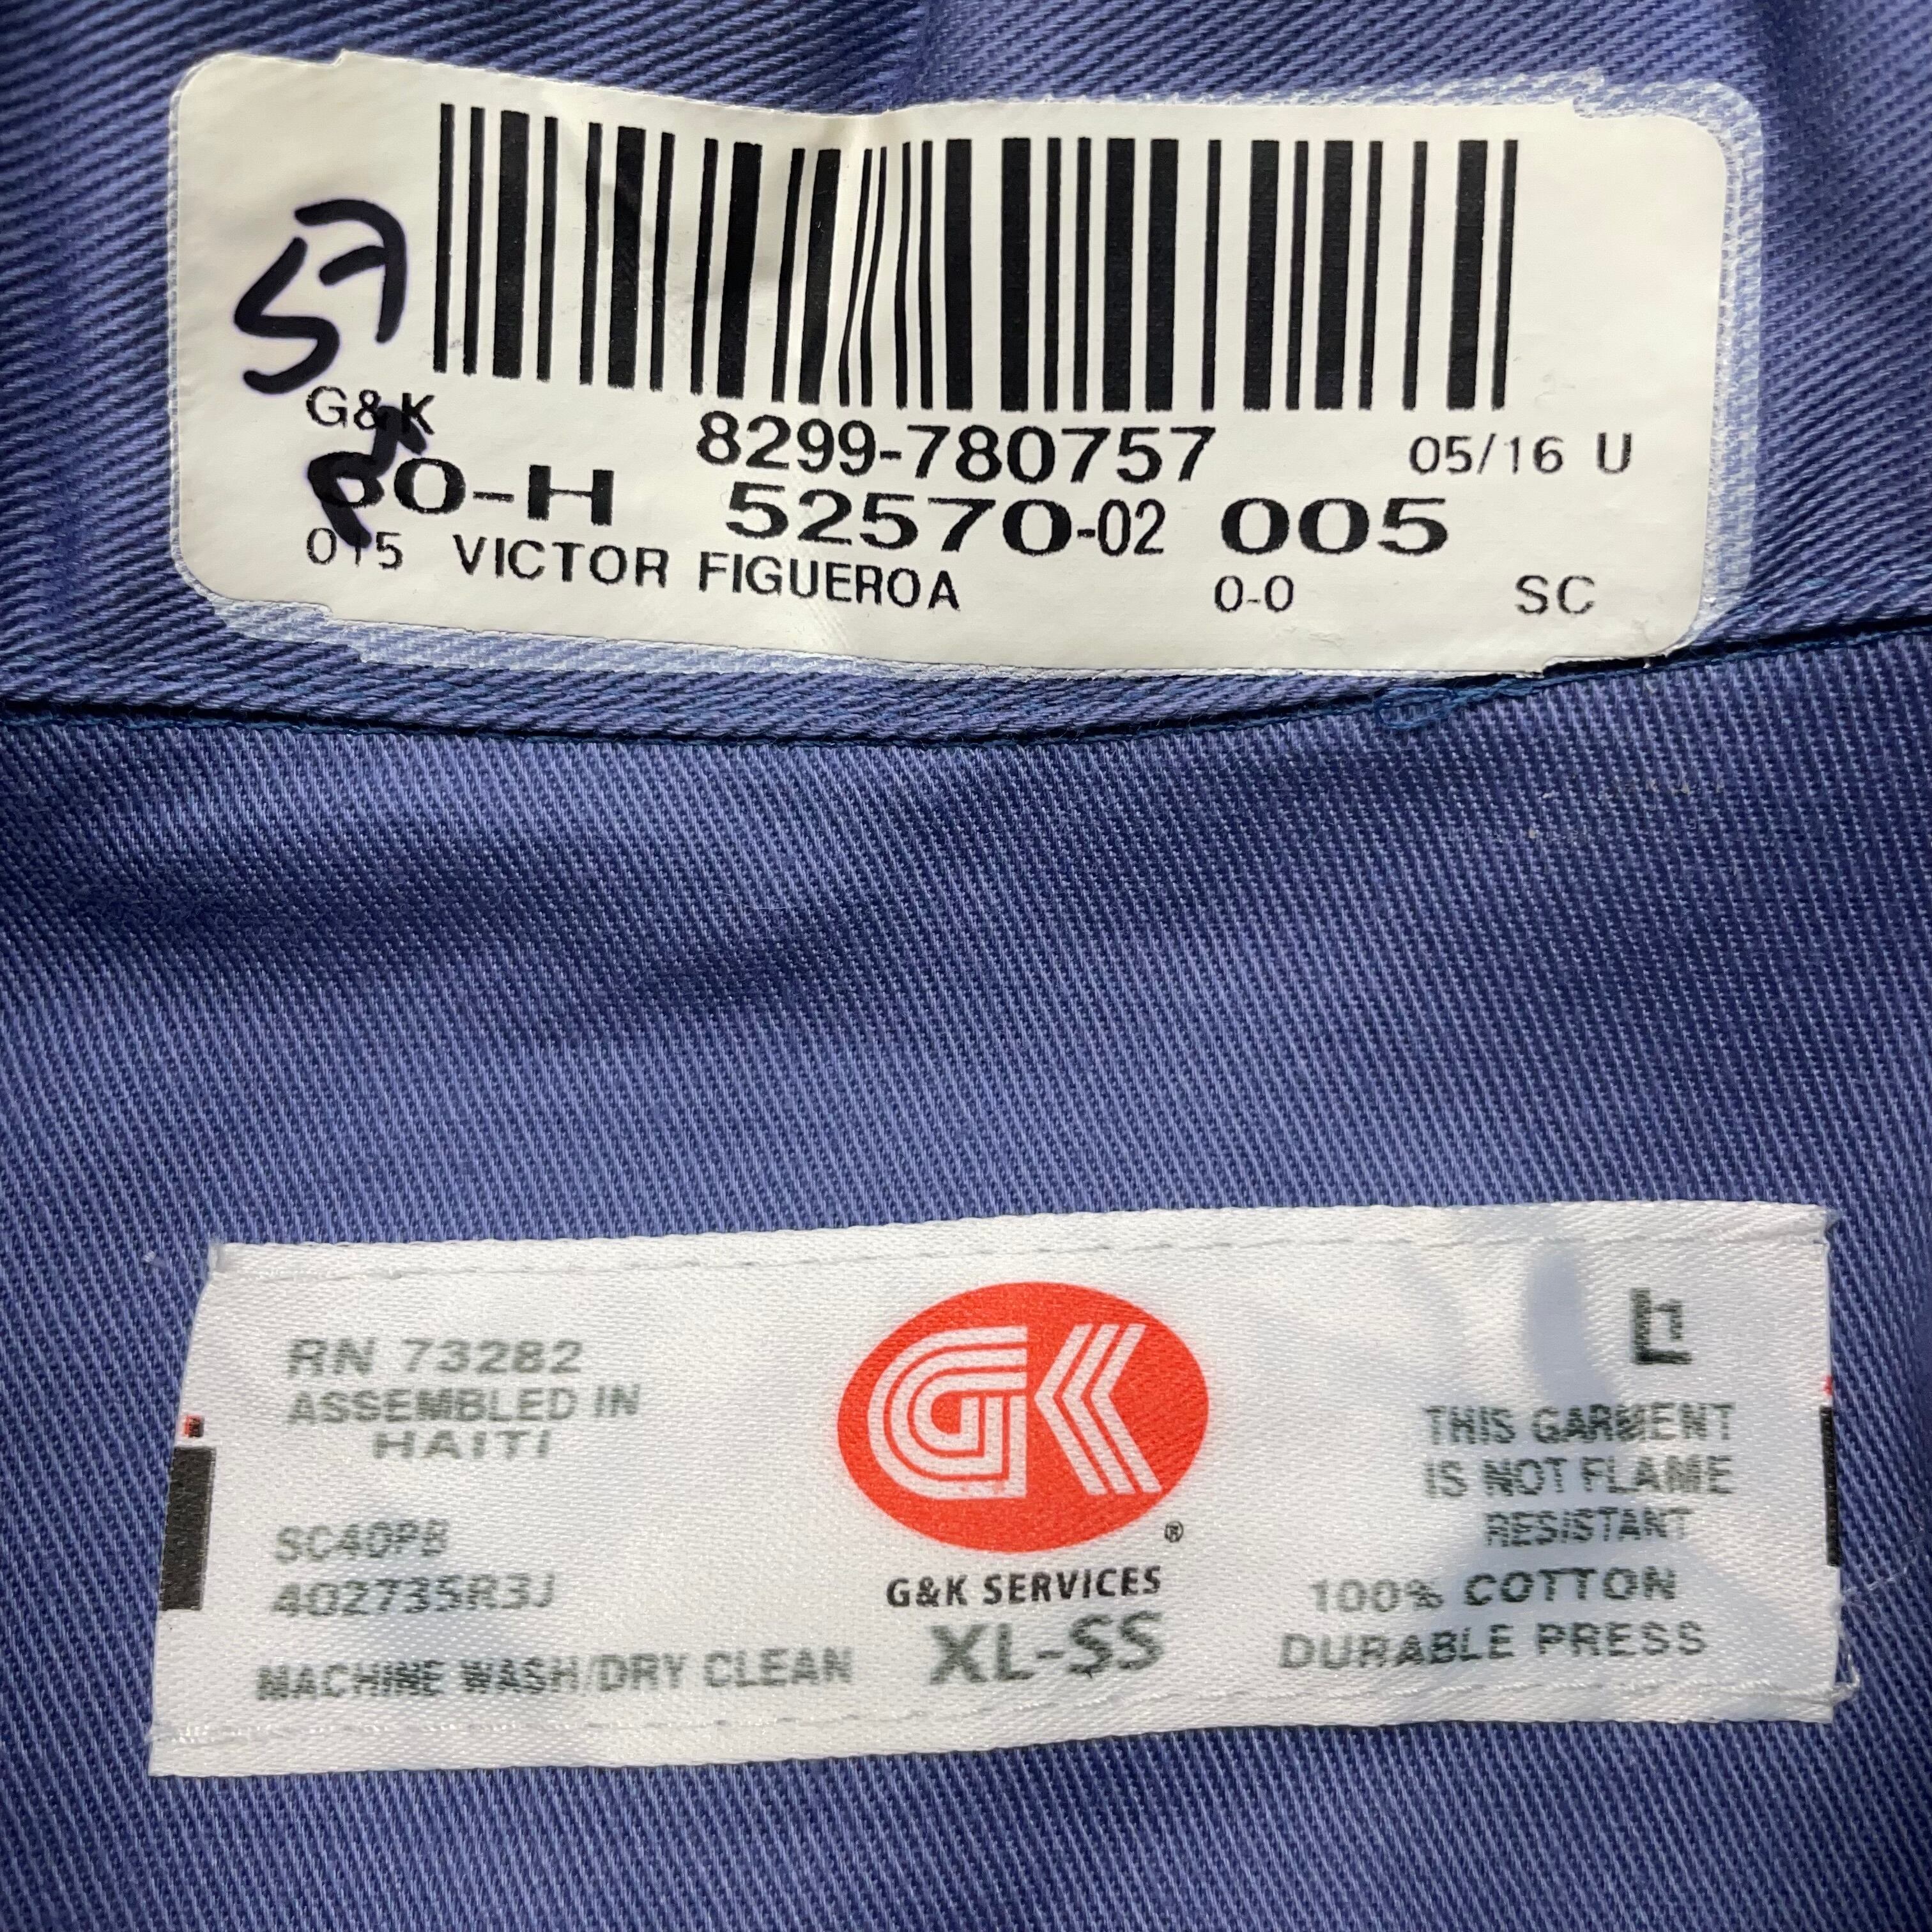 57
G&K
8299-780757
05/16 U
60-H 52570-02 005
015 VICTOR FIGUEROA 0-0 SC
RN 73282
ASSEMBLED IN
HAITI
SC40PB
402735R3J
MACHINE WASH/DRY CLEAN
GK
®
G&K SERVICES
XL-SS
THIS GARMENT
IS NOT FLAME
RESISTANT
100% COTTON
DURABLE PRESS